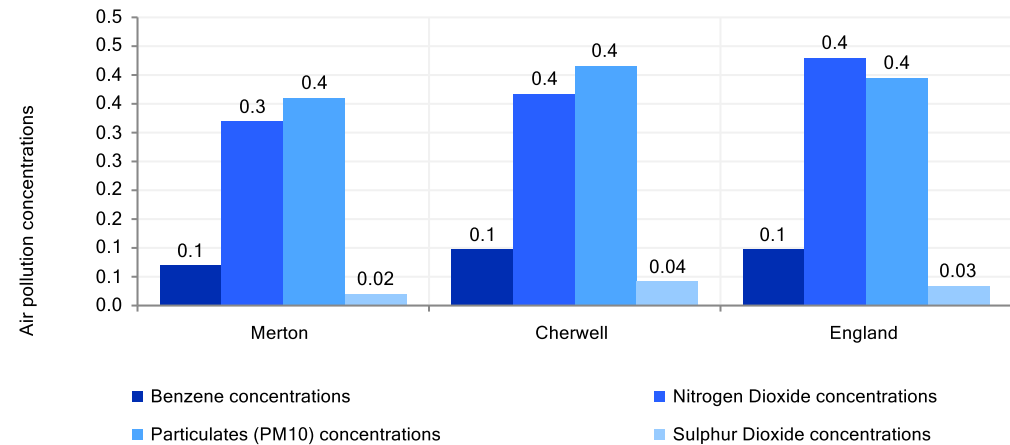 Air pollution concentrations
0.5
0.5
0.4
0.4
0.3
0.3
0.2
0.2
0.1
0.1
0.0
0.1
0.3
0.4
0.02
0.1
0.4
0.4
0.04
0.1
0.4
0.4
0.03
Merton
Cherwell
England
Benzene concentrations
Nitrogen Dioxide concentrations
Particulates (PM10) concentrations
Sulphur Dioxide concentrations